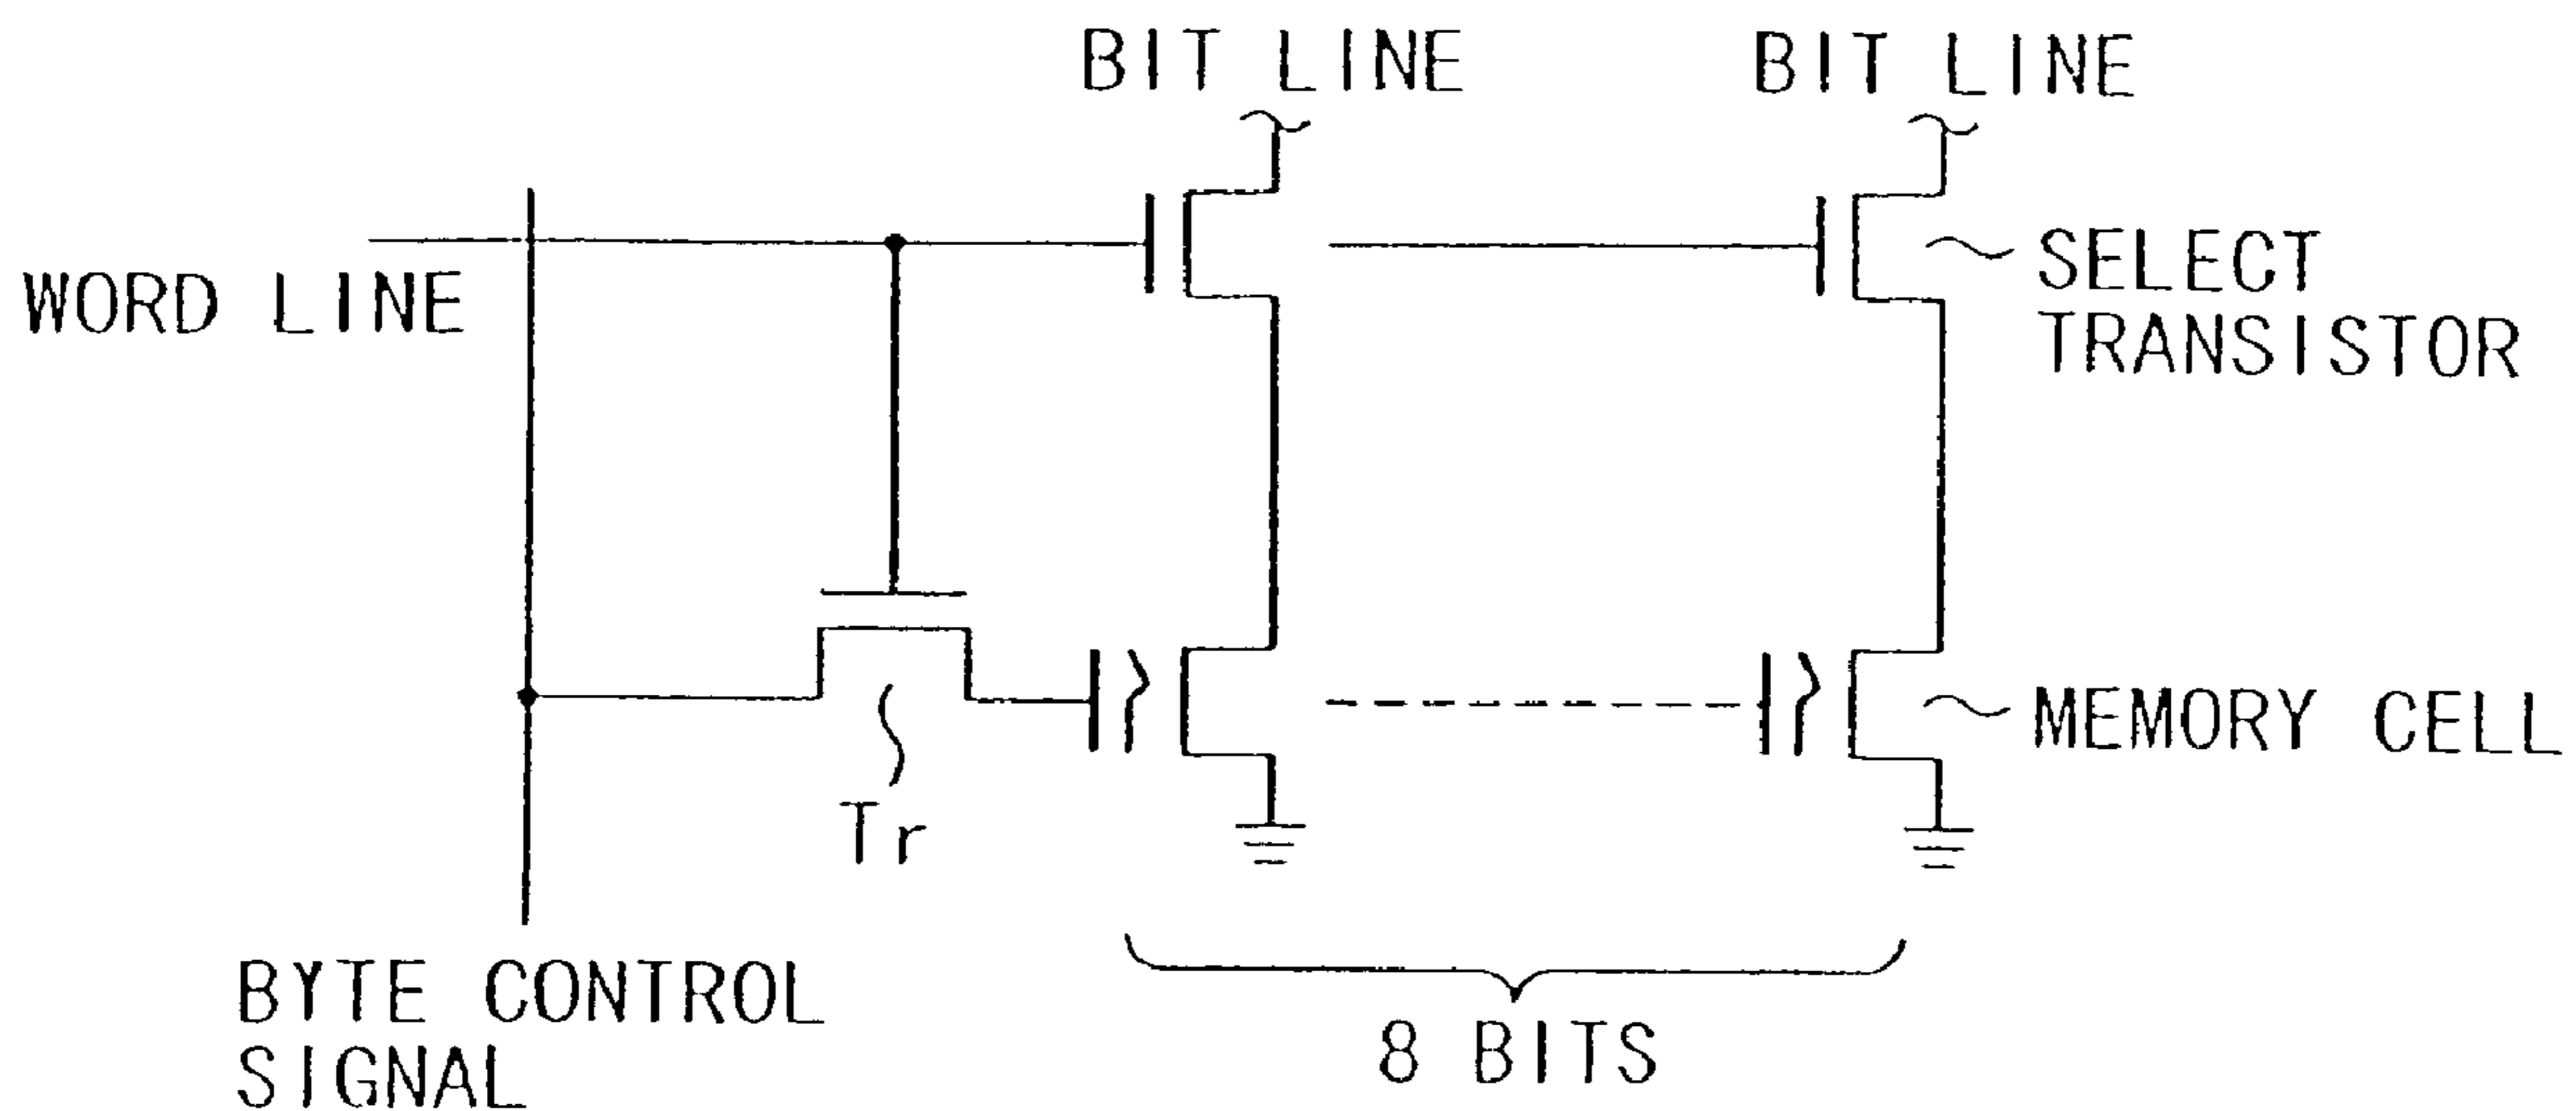 BIT LINE
BIT LINE
WORD LINE
SELECT
TRANSISTOR
MEMORY CELL
Tr
BYTE CONTROL
SIGNAL
8 BITS